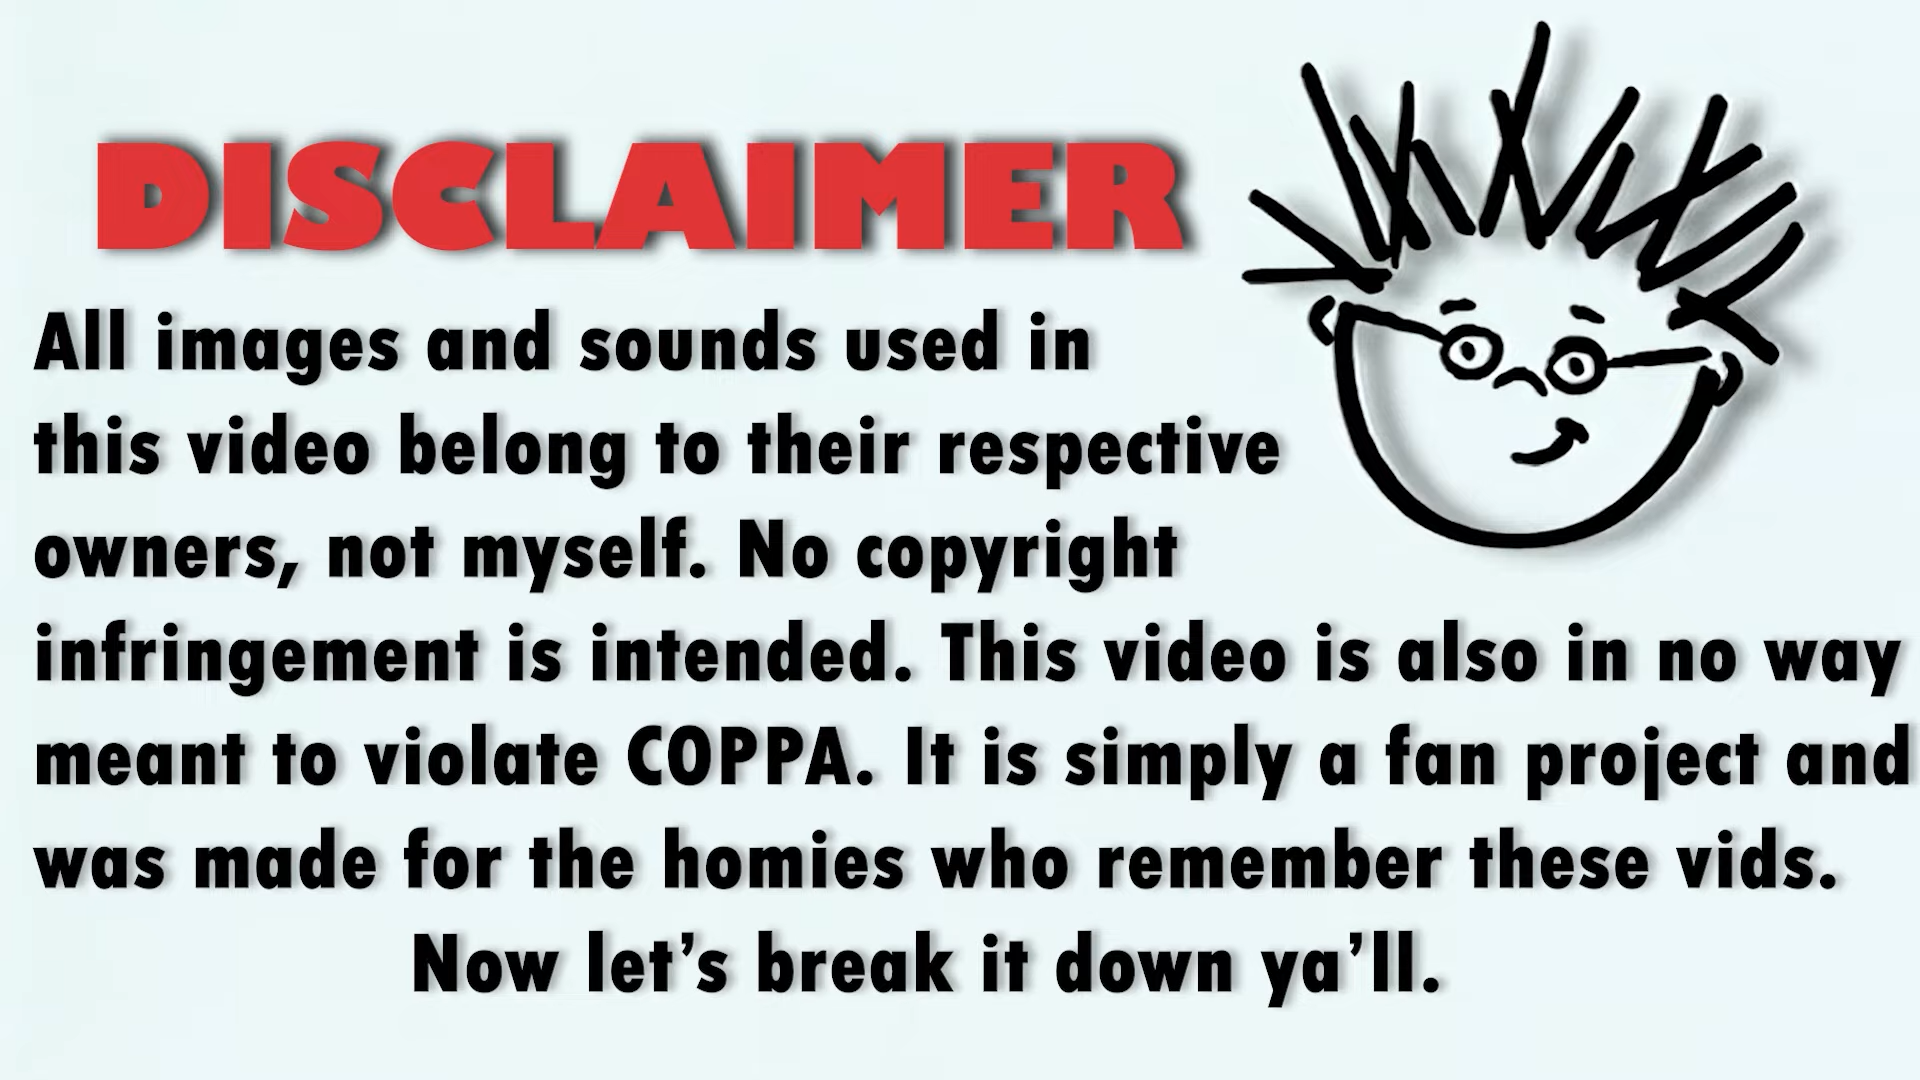 DISCLAIMER
All images and sounds used in
this video belong to their respective
owners, not myself. No copyright
infringement is intended. This video is also in no way
meant to violate COPPA. It is simply a fan project and
was made for the homies who remember these vids.
Now let’s break it down ya’ll.